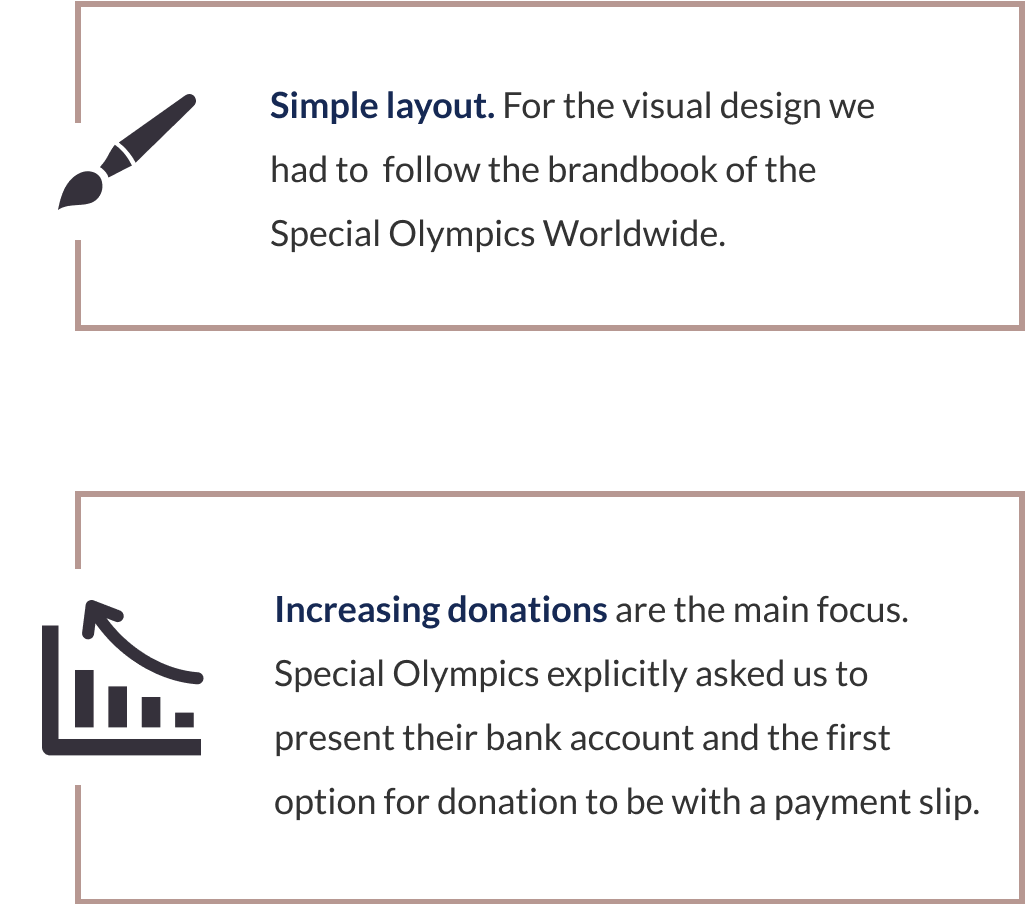 Simple layout. For the visual design we
had to  follow the brandbook of the
Special Olympics Worldwide.
Increasing donations are the main focus.
Special Olympics explicitly asked us to
present their bank account and the first
option for donation to be with a payment slip.